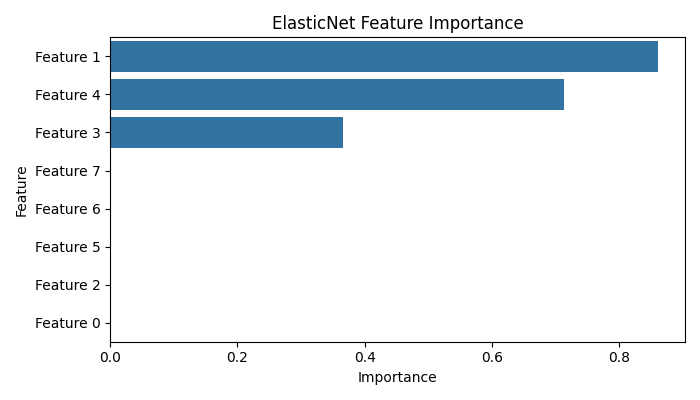 ElasticNet Feature Importance
Feature
Feature 1
Feature 4
Feature 3
Feature 7
Feature 6
Feature 5
Feature 2
Feature 0
0.0 0.2 0.4 0.6 0.8
Importance